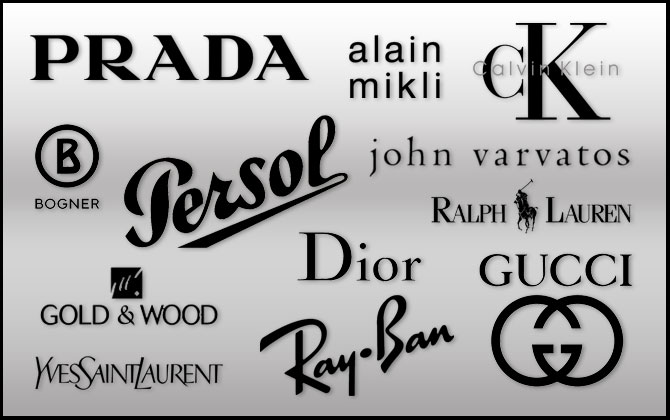 PRADA
alain
mikli
cK
Calvin Klein
B
BOGNER
Persol
john varvatos
RALPH LAUREN
Dior
GUCCI
GOLD & WOOD
YVESSAINTLAURENT
Ray•Ban